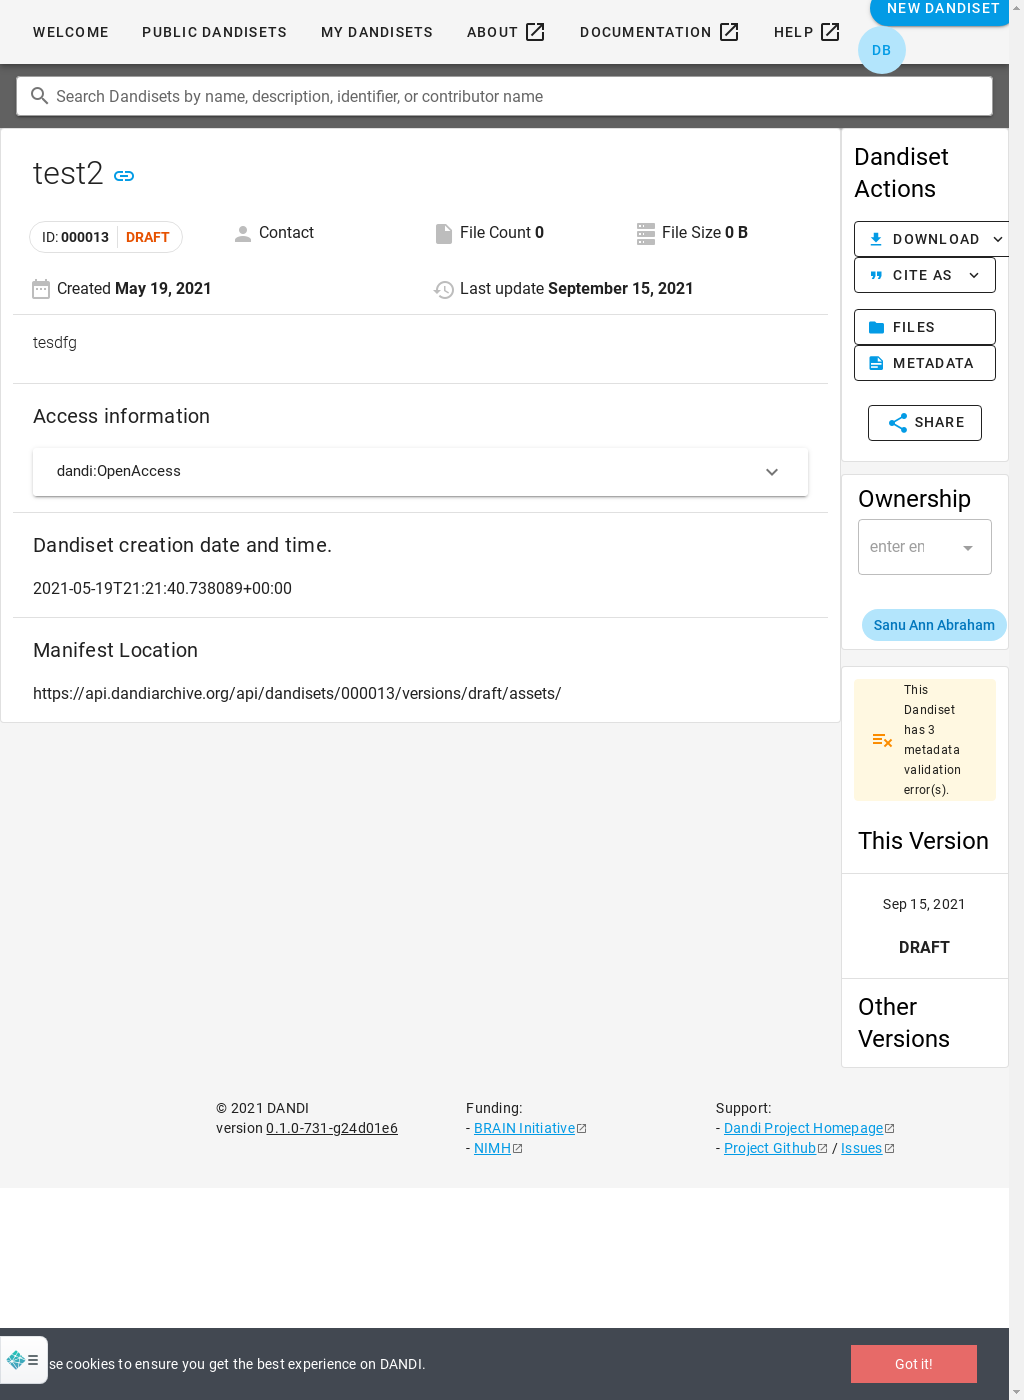 WELCOME
PUBLIC DANDISETS
MY DANDISETS
ABOUT
DOCUMENTATION
HELP
NEW DANDISET
DB
Search Dandisets by name, description, identifier, or contributor name
test2
ID: 000013 DRAFT
Contact
File Count 0
File Size 0 B
Created May 19, 2021
Last update September 15, 2021
tesdfg
Access information
dandi:OpenAccess
Dandiset creation date and time.
2021-05-19T21:21:40.738089+00:00
Manifest Location
https://api.dandiarchive.org/api/dandisets/000013/versions/draft/assets/
Dandiset
Actions
DOWNLOAD
CITE AS
FILES
METADATA
SHARE
Ownership
enter en
Sanu Ann Abraham
This
Dandiset
has 3
metadata
validation
error(s).
This Version
Sep 15, 2021
DRAFT
Other
Versions
© 2021 DANDI
version 0.1.0-731-g24d01e6
Funding:
- BRAIN Initiative
- NIMH
Support:
- Dandi Project Homepage
- Project Github / Issues
se cookies to ensure you get the best experience on DANDI.
Got it!